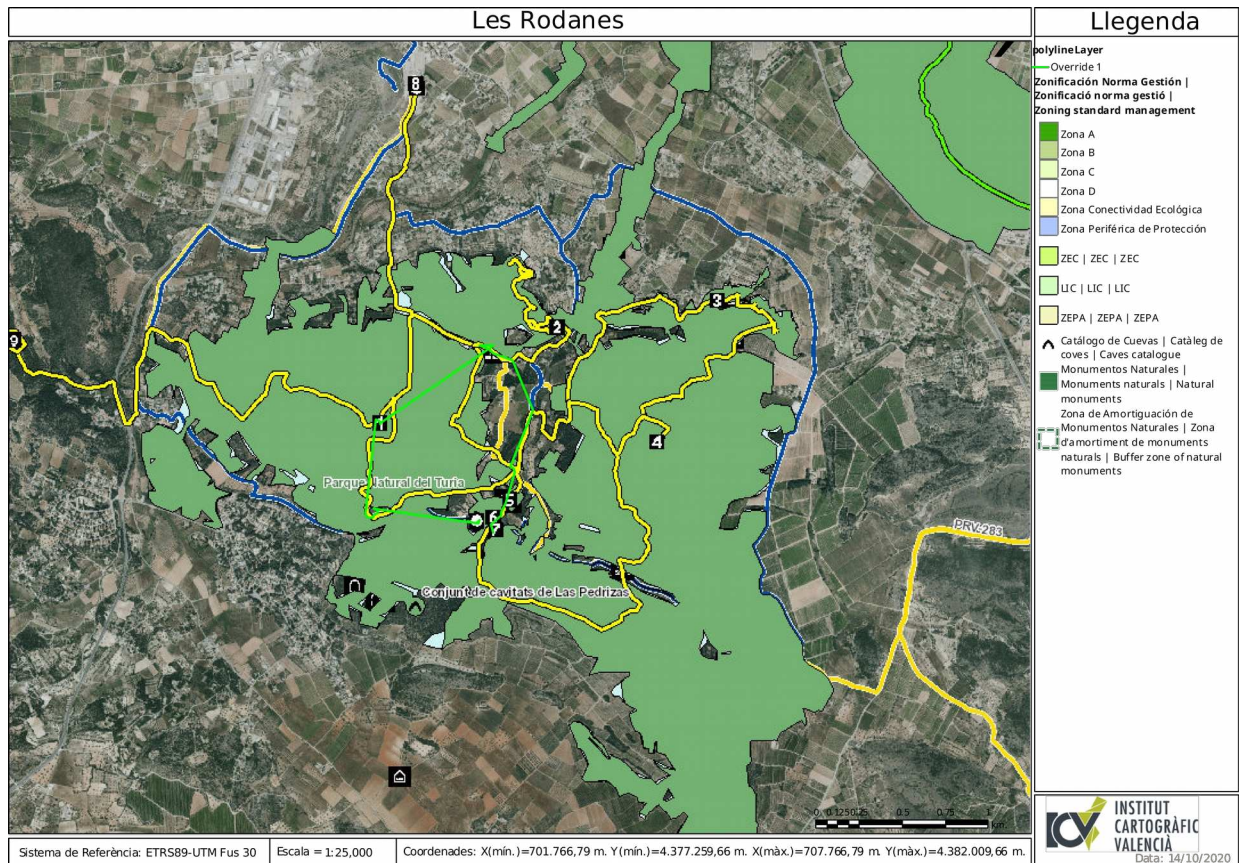 Les Rodanes
Llegenda
polylineLayer
Override 1
Zonificación Norma Gestión |
Zonificació norma gestió |
Zoning standard management
Zona A
Zona B
Zona C
Zona D
Zona Conectividad Ecológica
Zona Periférica de Protección
ZEC | ZEC | ZEC
LIC | LIC | LIC
ZEPA | ZEPA | ZEPA
Catálogo de Cuevas | Catàleg de
coves | Caves catalogue
Monumentos Naturales |
Monuments naturals | Natural
monuments
Zona de Amortiguación de
Monumentos Naturales | Zona
d'amortiment de monuments
naturals | Buffer zone of natural
monuments
8
9
3
2
1
4
Parque Natural del Turia
5
6
7
PRV-283
Conjunt de cavitats de Las Pedrizas
0 0.125 0.25 0.5 0.75 1
km.
INSTITUT
CARTOGRÀFIC
VALENCIÀ
Data: 14/10/2020
Sistema de Referència: ETRS89-UTM Fus 30
Escala = 1:25,000
Coordenades: X(mín.)=701.766,79 m. Y(mín.)=4.377.259,66 m. X(màx.)=707.766,79 m. Y(màx.)=4.382.009,66 m.